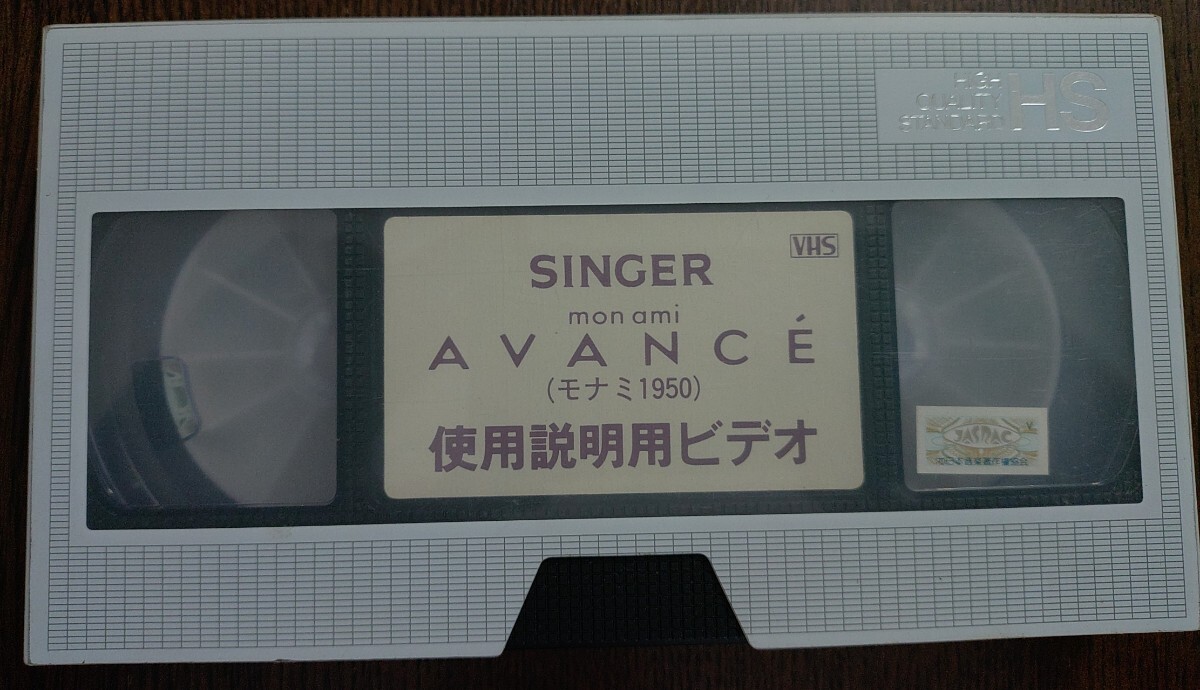 HIGH
QUALITY
STANDARD HS
VHS
SINGER
mon ami
AVANCÉ
(モナミ1950)
使用説明用ビデオ
JASRAC